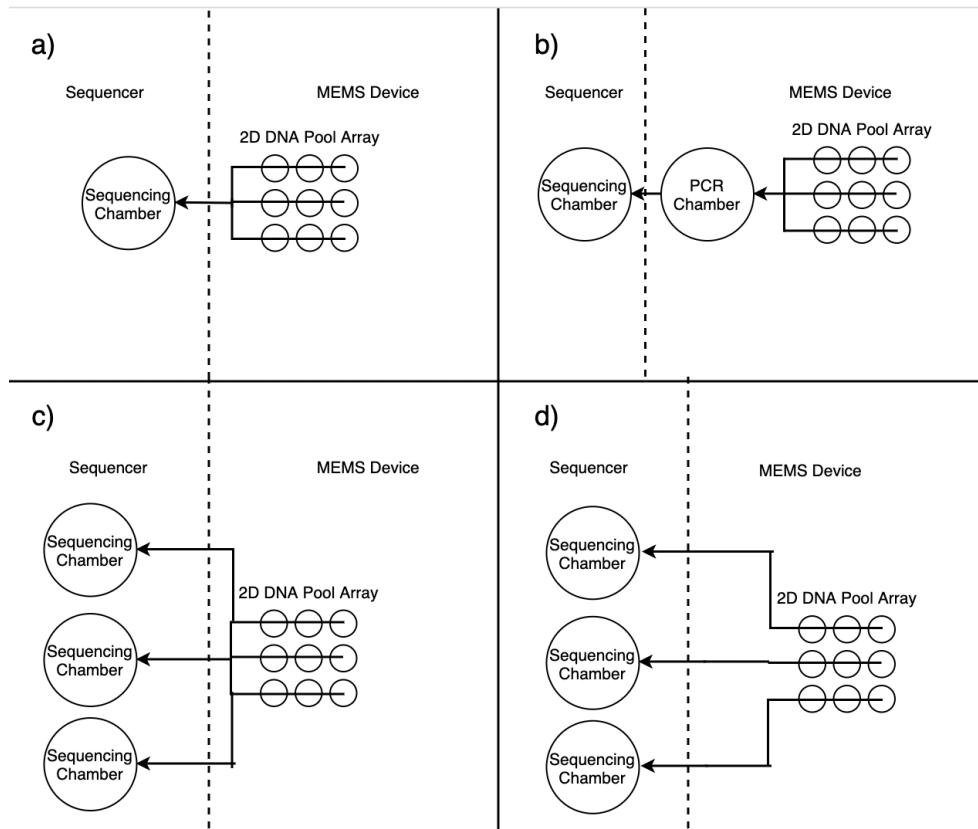 a)
Sequencer
MEMS Device
2D DNA Pool Array
Sequencing
Chamber
b)
Sequencer
MEMS Device
2D DNA Pool Array
Sequencing
Chamber
PCR
Chamber
c)
Sequencer
MEMS Device
Sequencing
Chamber
2D DNA Pool Array
Sequencing
Chamber
Sequencing
Chamber
d)
Sequencer
MEMS Device
Sequencing
Chamber
2D DNA Pool Array
Sequencing
Chamber
Sequencing
Chamber